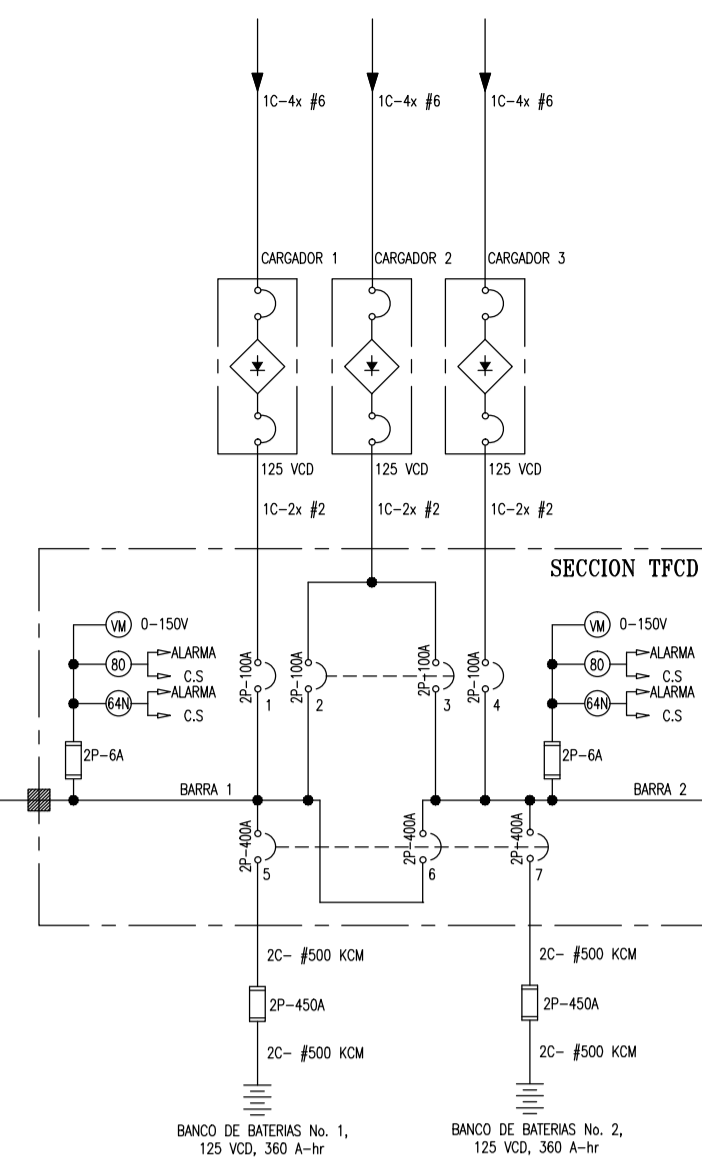 1C-4x #6
1C-4x #6
1C-4x #6
CARGADOR 1
CARGADOR 2
CARGADOR 3
125 VCD
125 VCD
125 VCD
1C-2x #2
1C-2x #2
1C-2x #2
SECCION TFCD
VM 0-150V
80
ALARMA
C.S
64N
ALARMA
C.S
2P-6A
2P-100A
1
2P-100A
2
2P-100A
3
2P-100A
4
VM 0-150V
80
ALARMA
C.S
64N
ALARMA
C.S
2P-6A
BARRA 1
BARRA 2
2P-400A
5
2P-400A
6
2P-400A
7
2C- #500 KCM
2C- #500 KCM
2P-450A
2P-450A
2C- #500 KCM
2C- #500 KCM
BANCO DE BATERIAS No. 1,
125 VCD, 360 A-hr
BANCO DE BATERIAS No. 2,
125 VCD, 360 A-hr